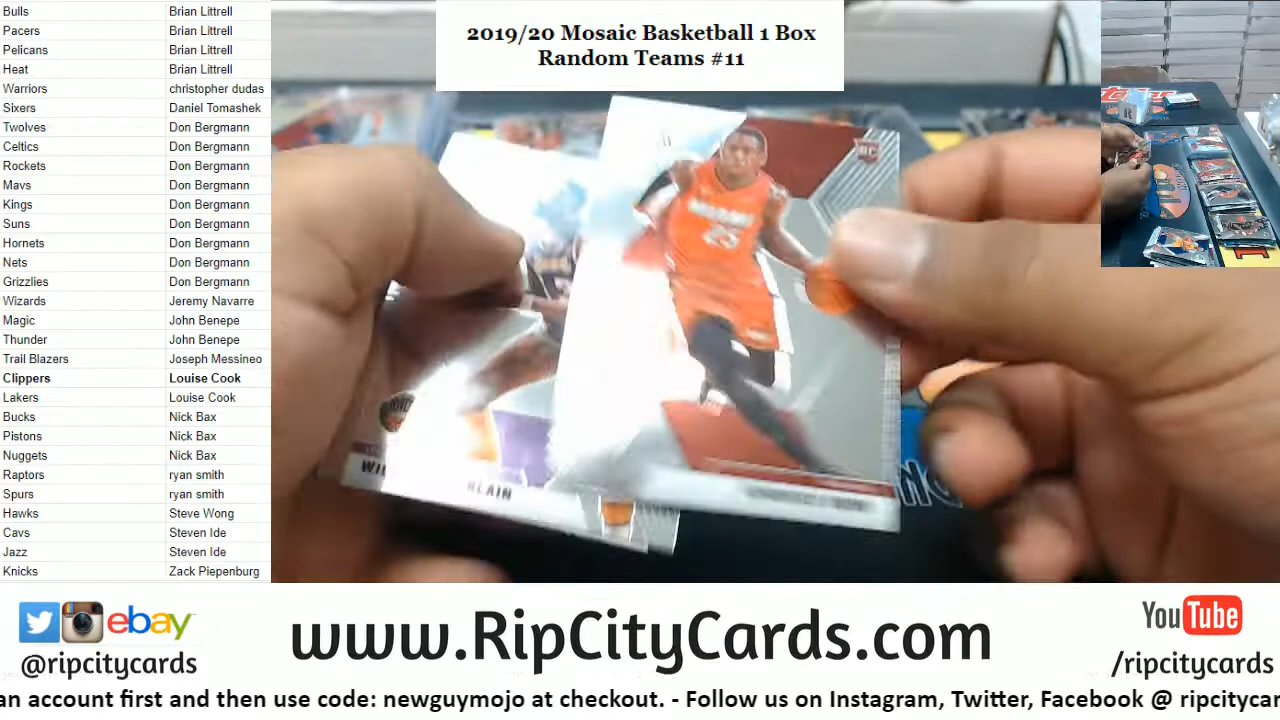 2019/20 Mosaic Basketball 1 Box
Random Teams #11
Bulls Brian Littrell
Pacers Brian Littrell
Pelicans Brian Littrell
Heat Brian Littrell
Warriors christopher dudas
Sixers Daniel Tomashek
Twolves Don Bergmann
Celtics Don Bergmann
Rockets Don Bergmann
Mavs Don Bergmann
Kings Don Bergmann
Suns Don Bergmann
Hornets Don Bergmann
Nets Don Bergmann
Grizzlies Don Bergmann
Wizards Jeremy Navarre
Magic John Benepe
Thunder John Benepe
Trail Blazers Joseph Messineo
Clippers Louise Cook
Lakers Louise Cook
Bucks Nick Bax
Pistons Nick Bax
Nuggets Nick Bax
Raptors ryan smith
Spurs ryan smith
Hawks Steve Wong
Cavs Steven Ide
Jazz Steven Ide
Knicks Zack Piepenburg
RC
25
LAIN
ebay
@ripcitycards
www.RipCityCards.com
YouTube
/ripcitycards
an account first and then use code: newguymojo at checkout. - Follow us on Instagram, Twitter, Facebook @ ripcitycar